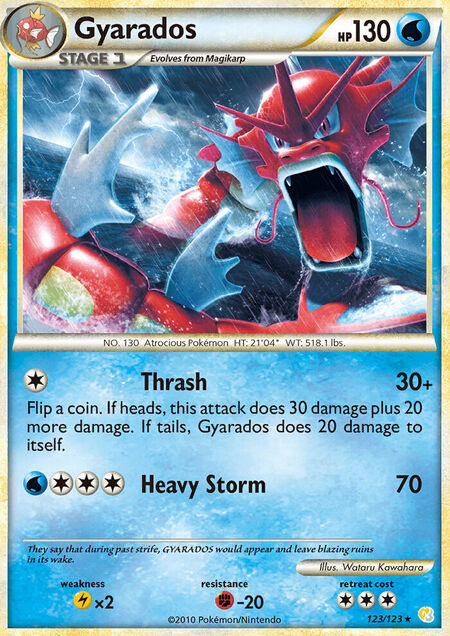 Gyarados
HP130
STAGE 1
Evolves from Magikarp
NO. 130 Atrocious Pokémon HT: 21'04" WT: 518.1 lbs.
Thrash 30+
Flip a coin. If heads, this attack does 30 damage plus 20
more damage. If tails, Gyarados does 20 damage to
itself.
Heavy Storm 70
They say that during past strife, GYARADOS would appear and leave blazing ruins
in its wake.
Illus. Wataru Kawahara
weakness resistance retreat cost
×2 -20
©2010 Pokémon/Nintendo 123/123★